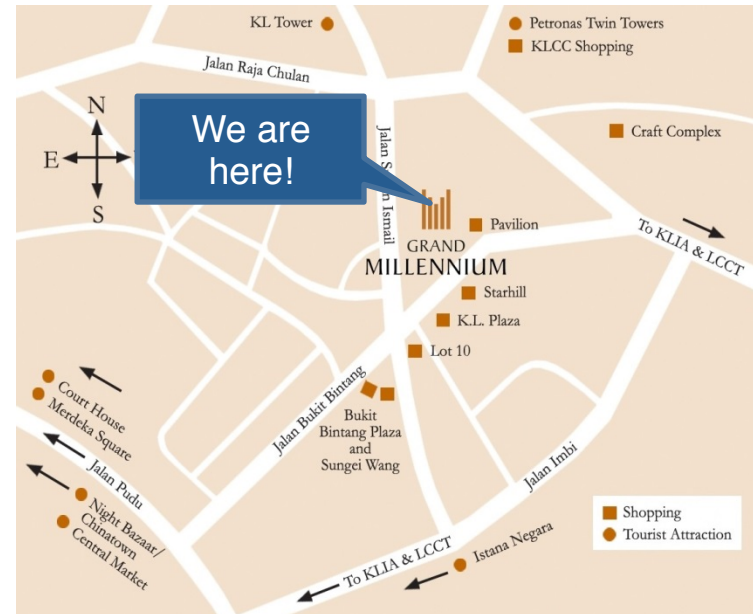 KL Tower
Petronas Twin Towers
KLCC Shopping
Jalan Raja Chulan
We are
here!
N
E
S
Craft Complex
Ismail
Pavilion
GRAND
MILLENNIUM
To KLIA & LCCT
Starhill
K.L. Plaza
Lot 10
Jalan Bukit Bintang
Bukit
Bintang Plaza
and
Sungei Wang
Court House
Merdeka Square
Jalan Pudu
Night Bazaar/
Chinatown
Central Market
Jalan Imbi
To KLIA & LCCT
Istana Negara
Shopping
Tourist Attraction